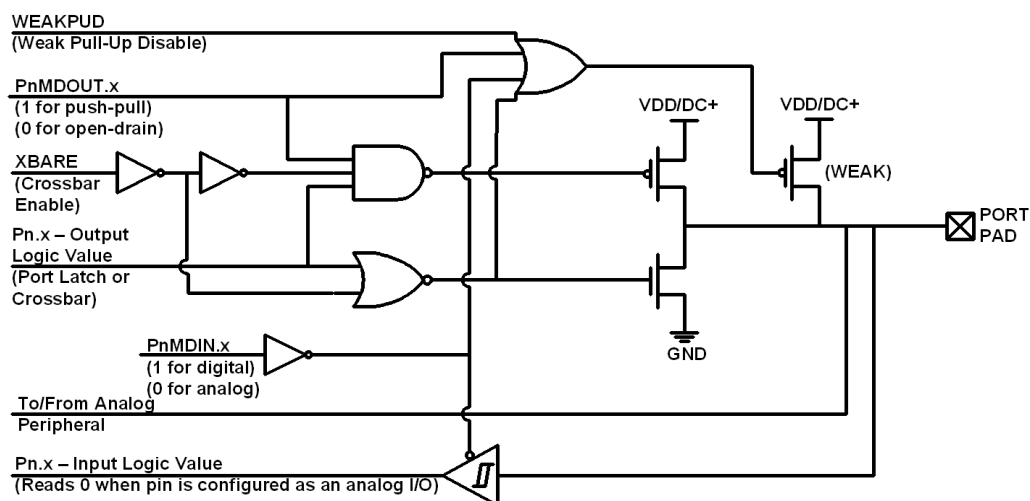 WEAKPUD
(Weak Pull-Up Disable)
PnMDOUT.x
(1 for push-pull)
(0 for open-drain)
XBARE
(Crossbar
Enable)
Pn.x – Output
Logic Value
(Port Latch or
Crossbar)
PnMDIN.x
(1 for digital)
(0 for analog)
To/From Analog
Peripheral
Pn.x – Input Logic Value
(Reads 0 when pin is configured as an analog I/O)
VDD/DC+
VDD/DC+
(WEAK)
PORT
PAD
GND